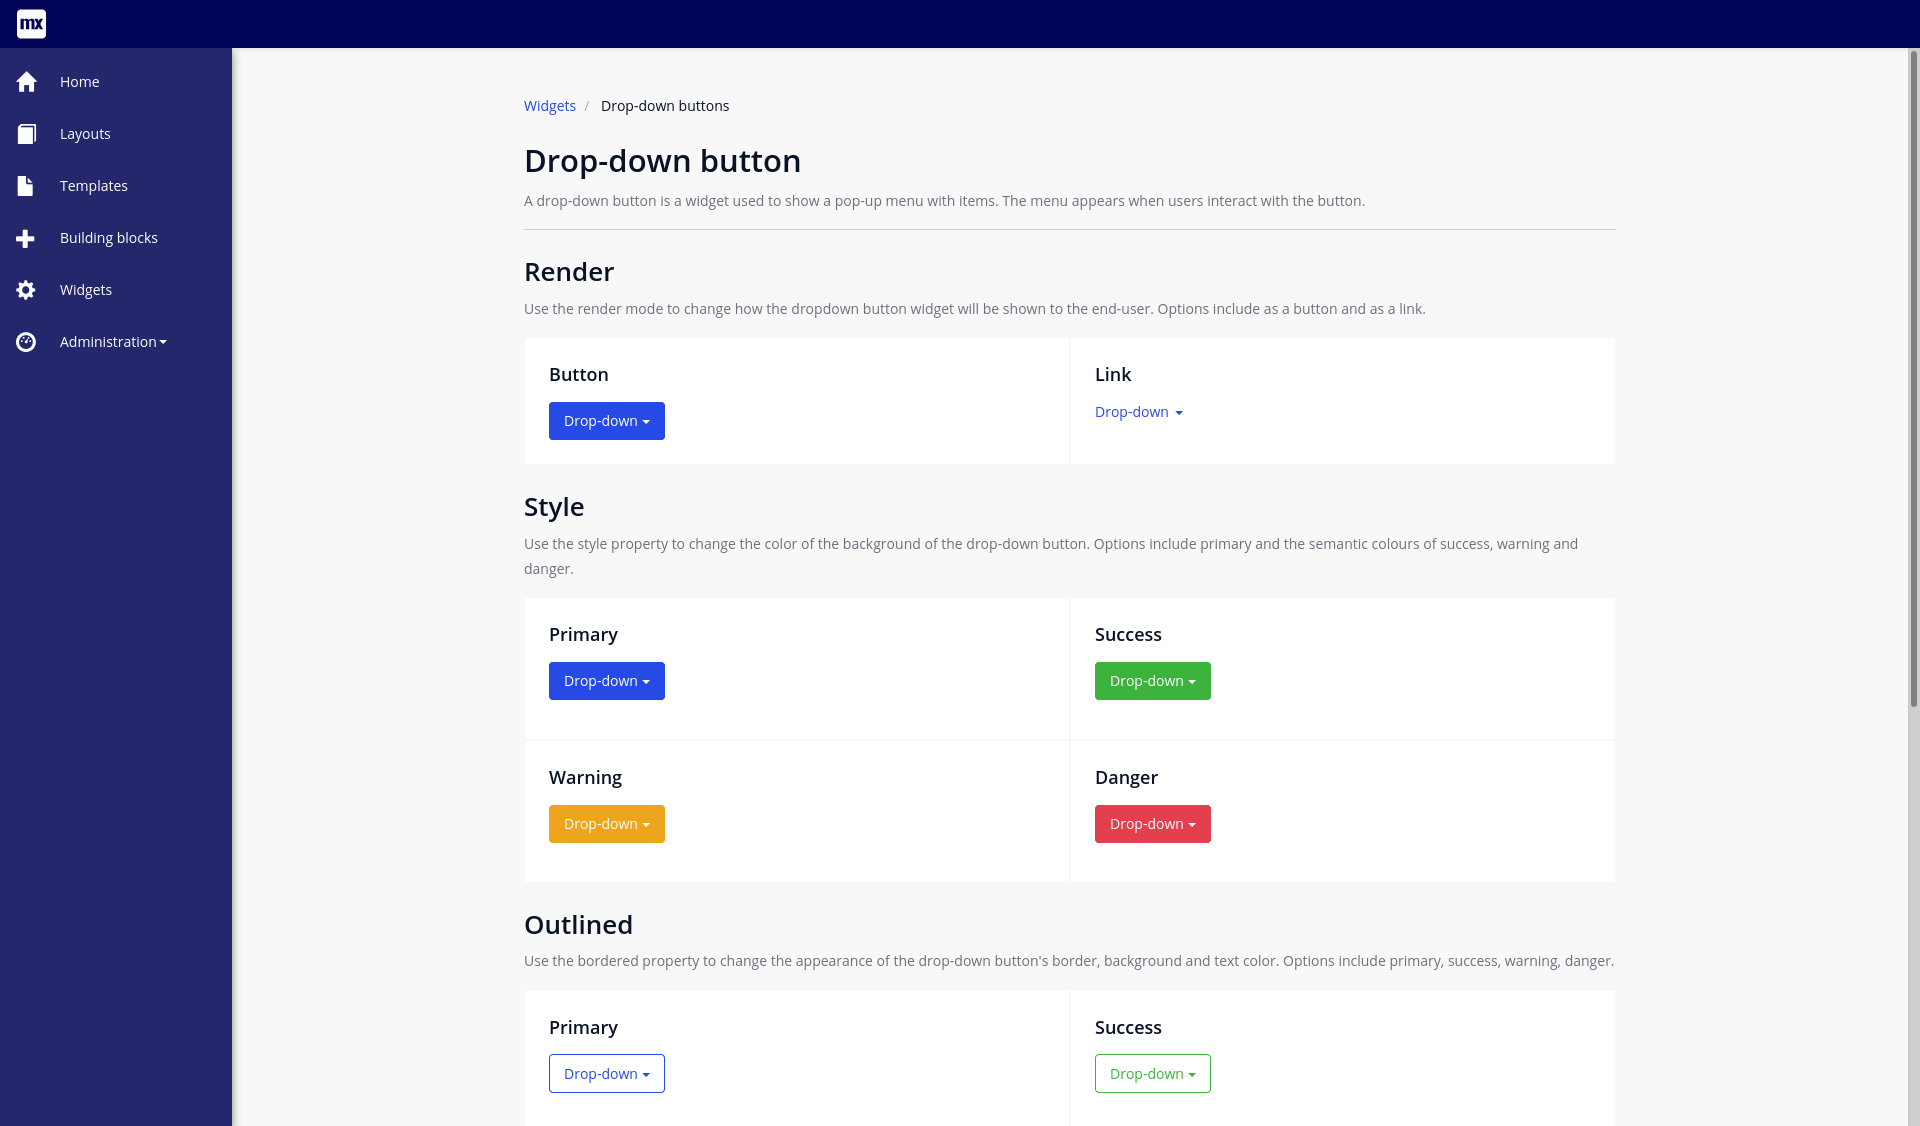 mx
Home
Layouts
Templates
Building blocks
Widgets
Administration
Widgets / Drop-down buttons
Drop-down button
A drop-down button is a widget used to show a pop-up menu with items. The menu appears when users interact with the button.
Render
Use the render mode to change how the dropdown button widget will be shown to the end-user. Options include as a button and as a link.
Button
Drop-down
Link
Drop-down
Style
Use the style property to change the color of the background of the drop-down button. Options include primary and the semantic colours of success, warning and
danger.
Primary
Drop-down
Success
Drop-down
Warning
Drop-down
Danger
Drop-down
Outlined
Use the bordered property to change the appearance of the drop-down button's border, background and text color. Options include primary, success, warning, danger.
Primary
Drop-down
Success
Drop-down